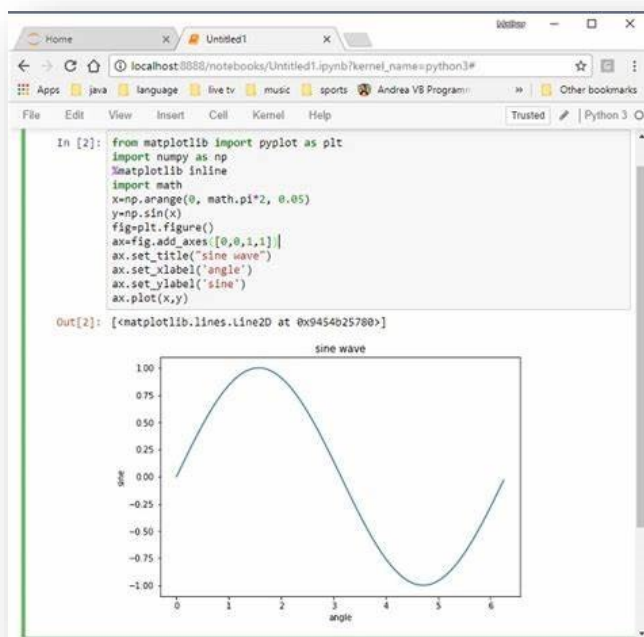 Home
Untitled1
localhost:8888/notebooks/Untitled1.ipynb?kernel_name=python3#
Apps java language live tv music sports Andrea VB Programm » Other bookmarks
File Edit View Insert Cell Kernel Help Trusted Python 3
In [2]: from matplotlib import pyplot as plt
import numpy as np
%matplotlib inline
import math
x=np.arange(0, math.pi*2, 0.05)
y=np.sin(x)
fig=plt.figure()
ax=fig.add_axes([0,0,1,1])
ax.set_title("sine wave")
ax.set_xlabel('angle')
ax.set_ylabel('sine')
ax.plot(x,y)
Out[2]: [<matplotlib.lines.Line2D at 0x9454b25780>]
sine wave
1.00
0.75
0.50
0.25
0.00
−0.25
−0.50
−0.75
−1.00
sine
0 1 2 3 4 5 6
angle